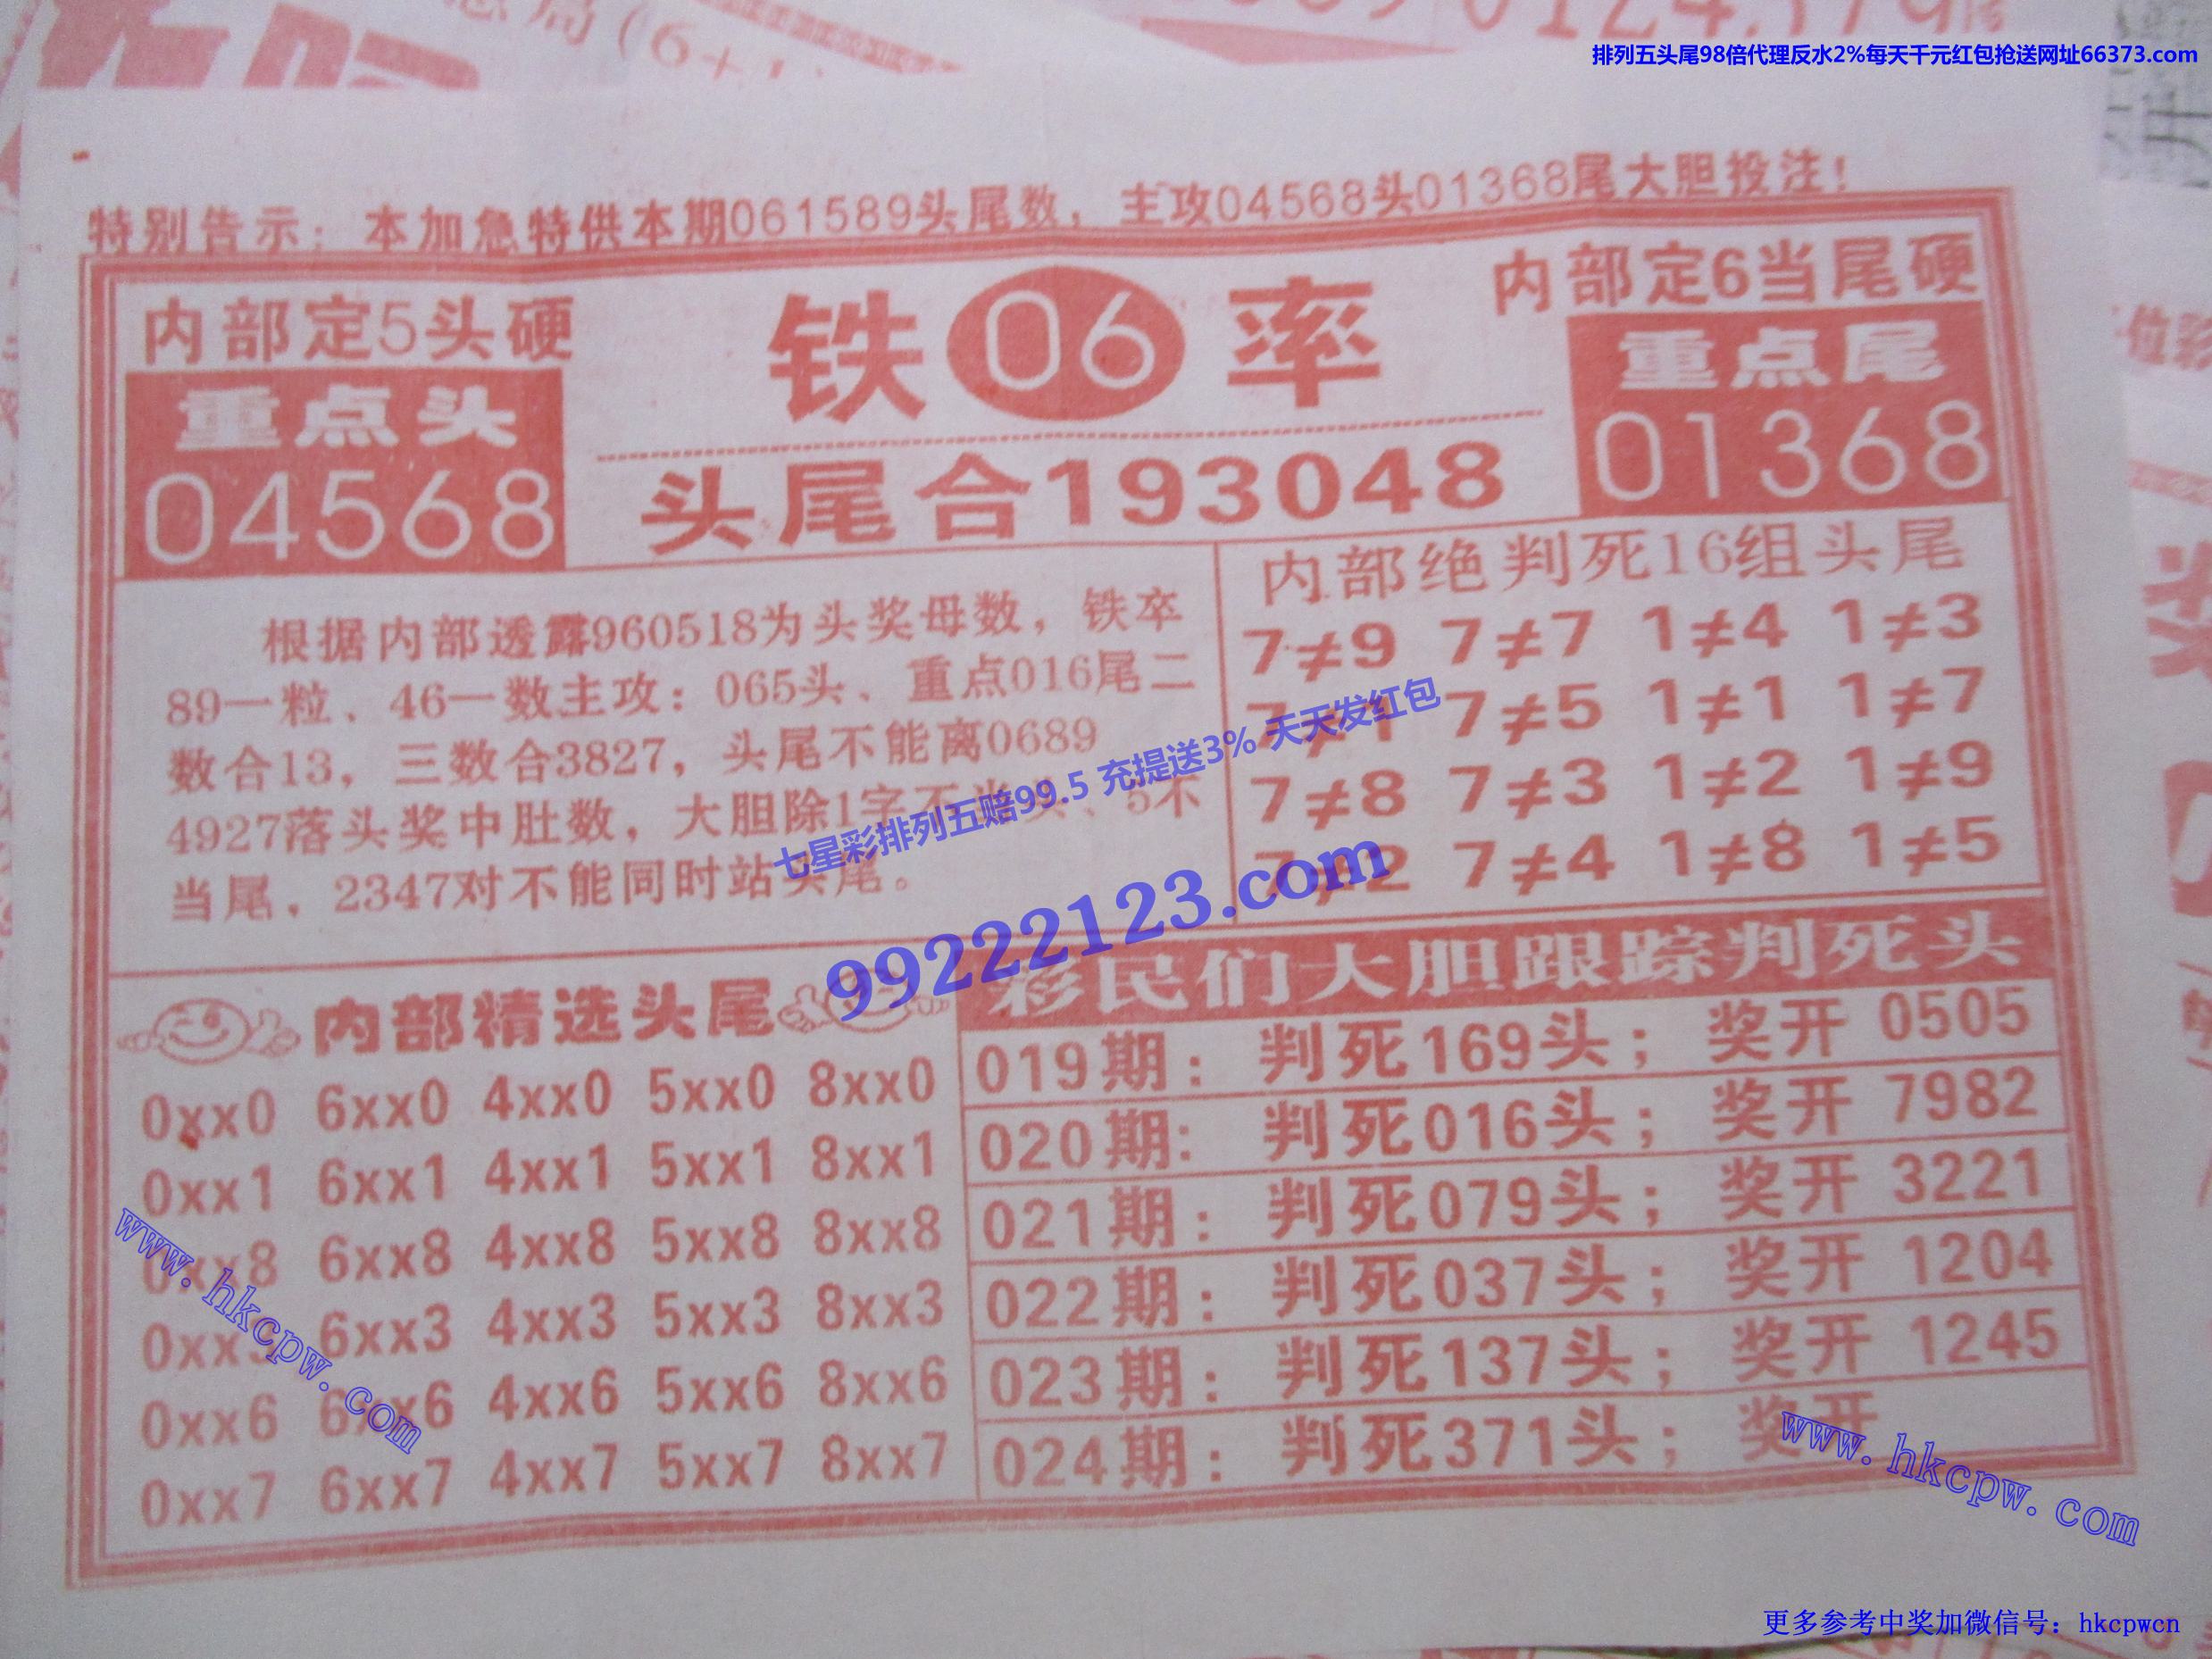 排列五头尾98倍代理反水2%每天千元红包抢送网址66373.com
特别告示：本加急特供本期061589头尾数，主攻04568头01368尾大胆投注！
内部定5头硬
重点头
04568
铁06率
头尾合193048
内部定6当尾硬
重点尾
01368
根据内部透露960518为头奖母数，铁卒
89一粒、46一数主攻：065头、重点016尾二
数合13，三数合3827，头尾不能离0689
4927落头奖中肚数，大胆除1字不当头、5不
当尾，2347对不能同时站头尾。
内部绝判死16组头尾
7≠9 7≠7 1≠4 1≠3
7≠1 7≠5 1≠1 1≠7
7≠8 7≠3 1≠2 1≠9
7≠2 7≠4 1≠8 1≠5
七星彩排列五赔99.5 充提送3% 天天发红包
99222123.com
内部精选头尾
0xx0 6xx0 4xx0 5xx0 8xx0
0xx1 6xx1 4xx1 5xx1 8xx1
0xx8 6xx8 4xx8 5xx8 8xx8
0xx3 6xx3 4xx3 5xx3 8xx3
0xx6 6xx6 4xx6 5xx6 8xx6
0xx7 6xx7 4xx7 5xx7 8xx7
彩民们大胆跟踪判死头
019期：判死169头；奖开 0505
020期：判死016头；奖开 7982
021期：判死079头；奖开 3221
022期：判死037头；奖开 1204
023期：判死137头；奖开 1245
024期：判死371头；奖开
www.hkcpw.com
www.hkcpw.com
更多参考中奖加微信号：hkcpwcn